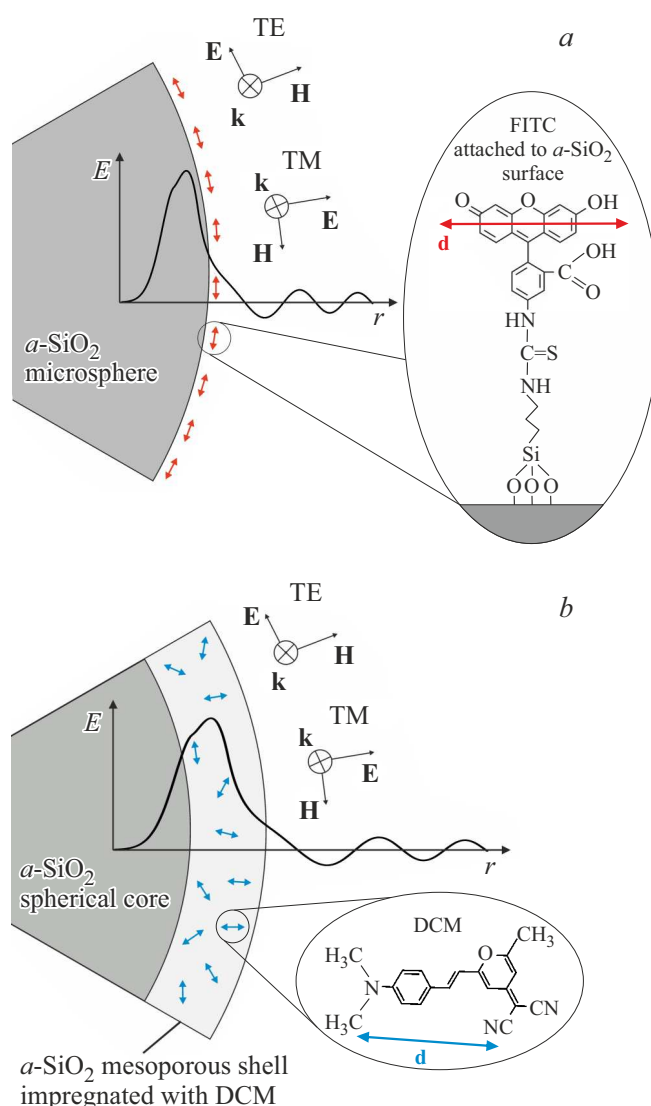 a
TE
E
H
k
TM
k
E
H
E
r
a-SiO₂
microsphere
FITC
attached to a-SiO₂
surface
O
O
OH
d
OH
C
O
HN
C=S
NH
Si
O O O
b
TE
E
H
k
TM
k
E
H
E
r
a-SiO₂
spherical core
DCM
H₃C
N
H₃C
O
CH₃
CN
NC
d
a-SiO₂ mesoporous shell
impregnated with DCM